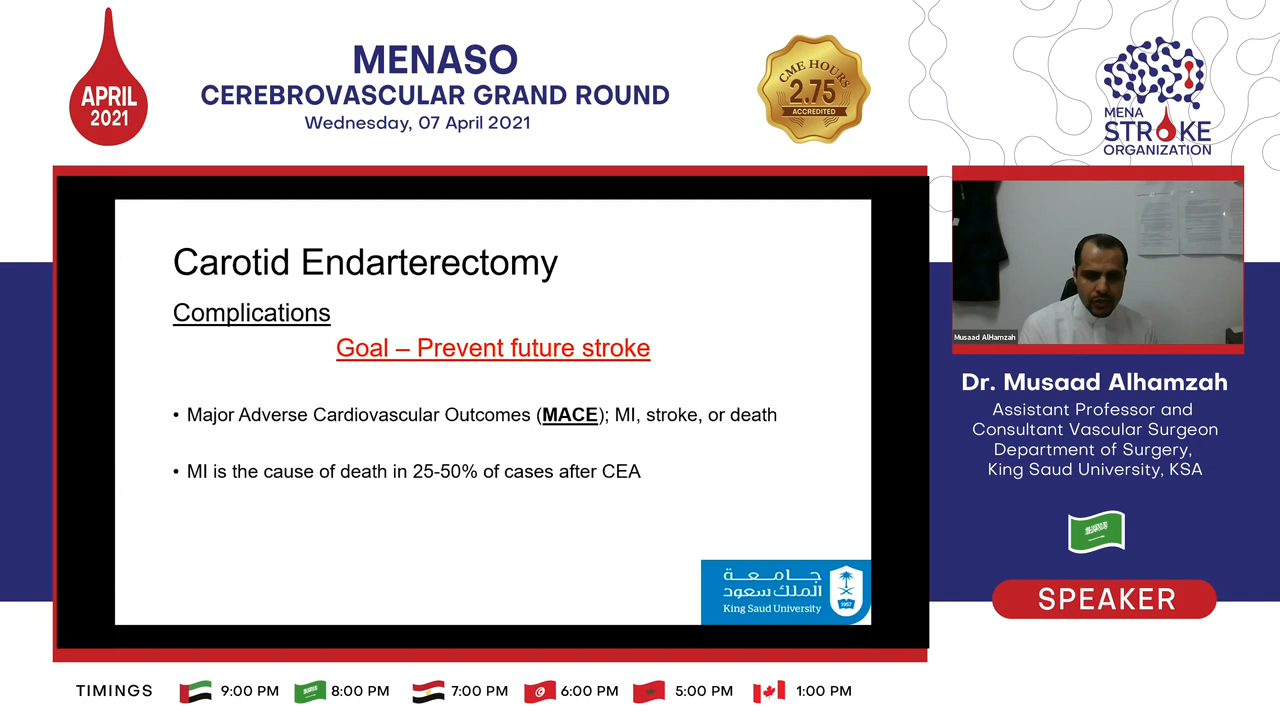 APRIL
2021
MENASO
CEREBROVASCULAR GRAND ROUND
Wednesday, 07 April 2021
CME HOURS
2.75
ACCREDITED
MENA
STROKE
ORGANIZATION
Carotid Endarterectomy
Complications
Goal – Prevent future stroke
• Major Adverse Cardiovascular Outcomes (MACE); MI, stroke, or death
• MI is the cause of death in 25-50% of cases after CEA
جامعة
الملك سعود
King Saud University
1957
Musaad AlHamzah
Dr. Musaad Alhamzah
Assistant Professor and
Consultant Vascular Surgeon
Department of Surgery,
King Saud University, KSA
SPEAKER
TIMINGS 9:00 PM 8:00 PM 7:00 PM 6:00 PM 5:00 PM 1:00 PM